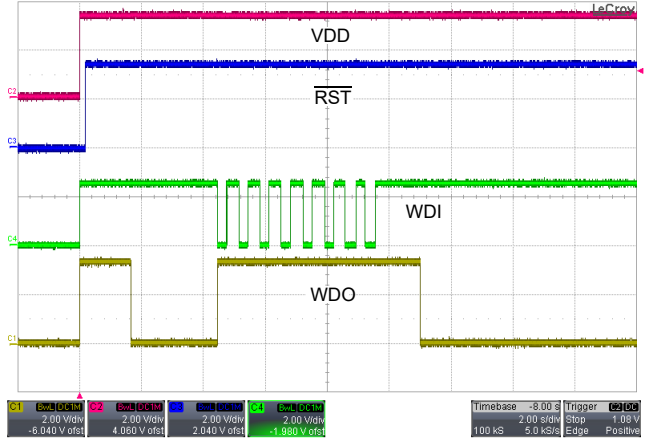 LeCroy
VDD
C2
RST
C3
WDI
C4
WDO
C1
C1 BwL DC1M
2.00 V/div
-6.040 V ofst
C2 BwL DC1M
2.00 V/div
4.060 V ofst
C3 BwL DC1M
2.00 V/div
2.040 V ofst
C4 BwL DC1M
2.00 V/div
-1.980 V ofst
Timebase -8.00 s
2.00 s/div
100 kS 5.0 kS/s
Trigger C2 DC
Stop 1.08 V
Edge Positive